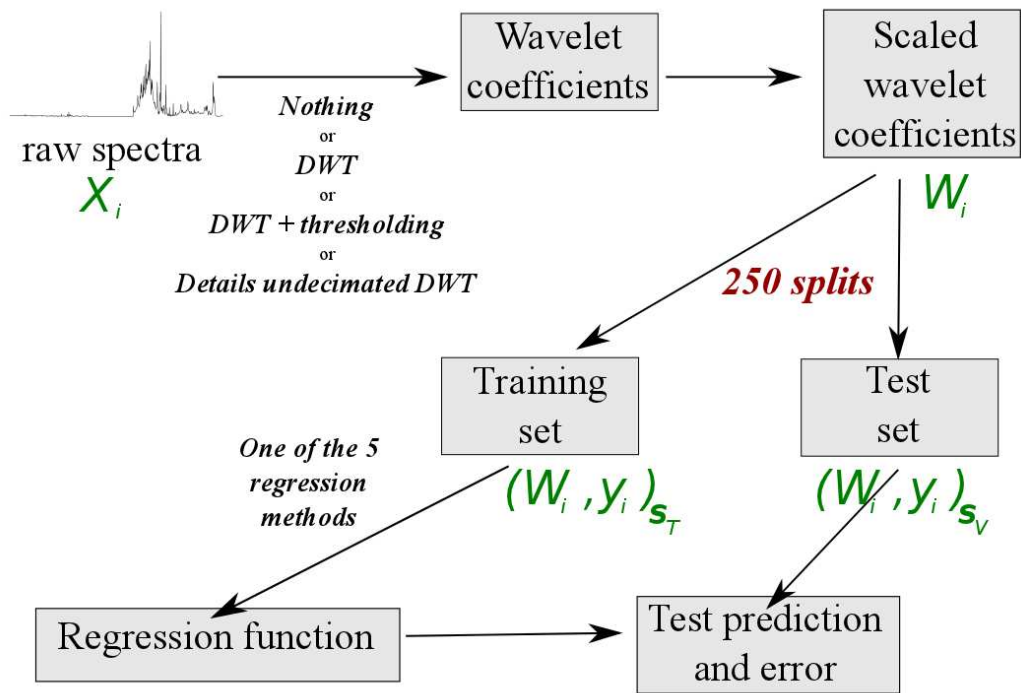 raw spectra
X i
Nothing
or
DWT
or
DWT + thresholding
or
Details undecimated DWT
Wavelet
coefficients
Scaled
wavelet
coefficients
W i
250 splits
Training
set
(W i , y i ) S T
Test
set
(W i , y i ) S V
One of the 5
regression
methods
Regression function
Test prediction
and error